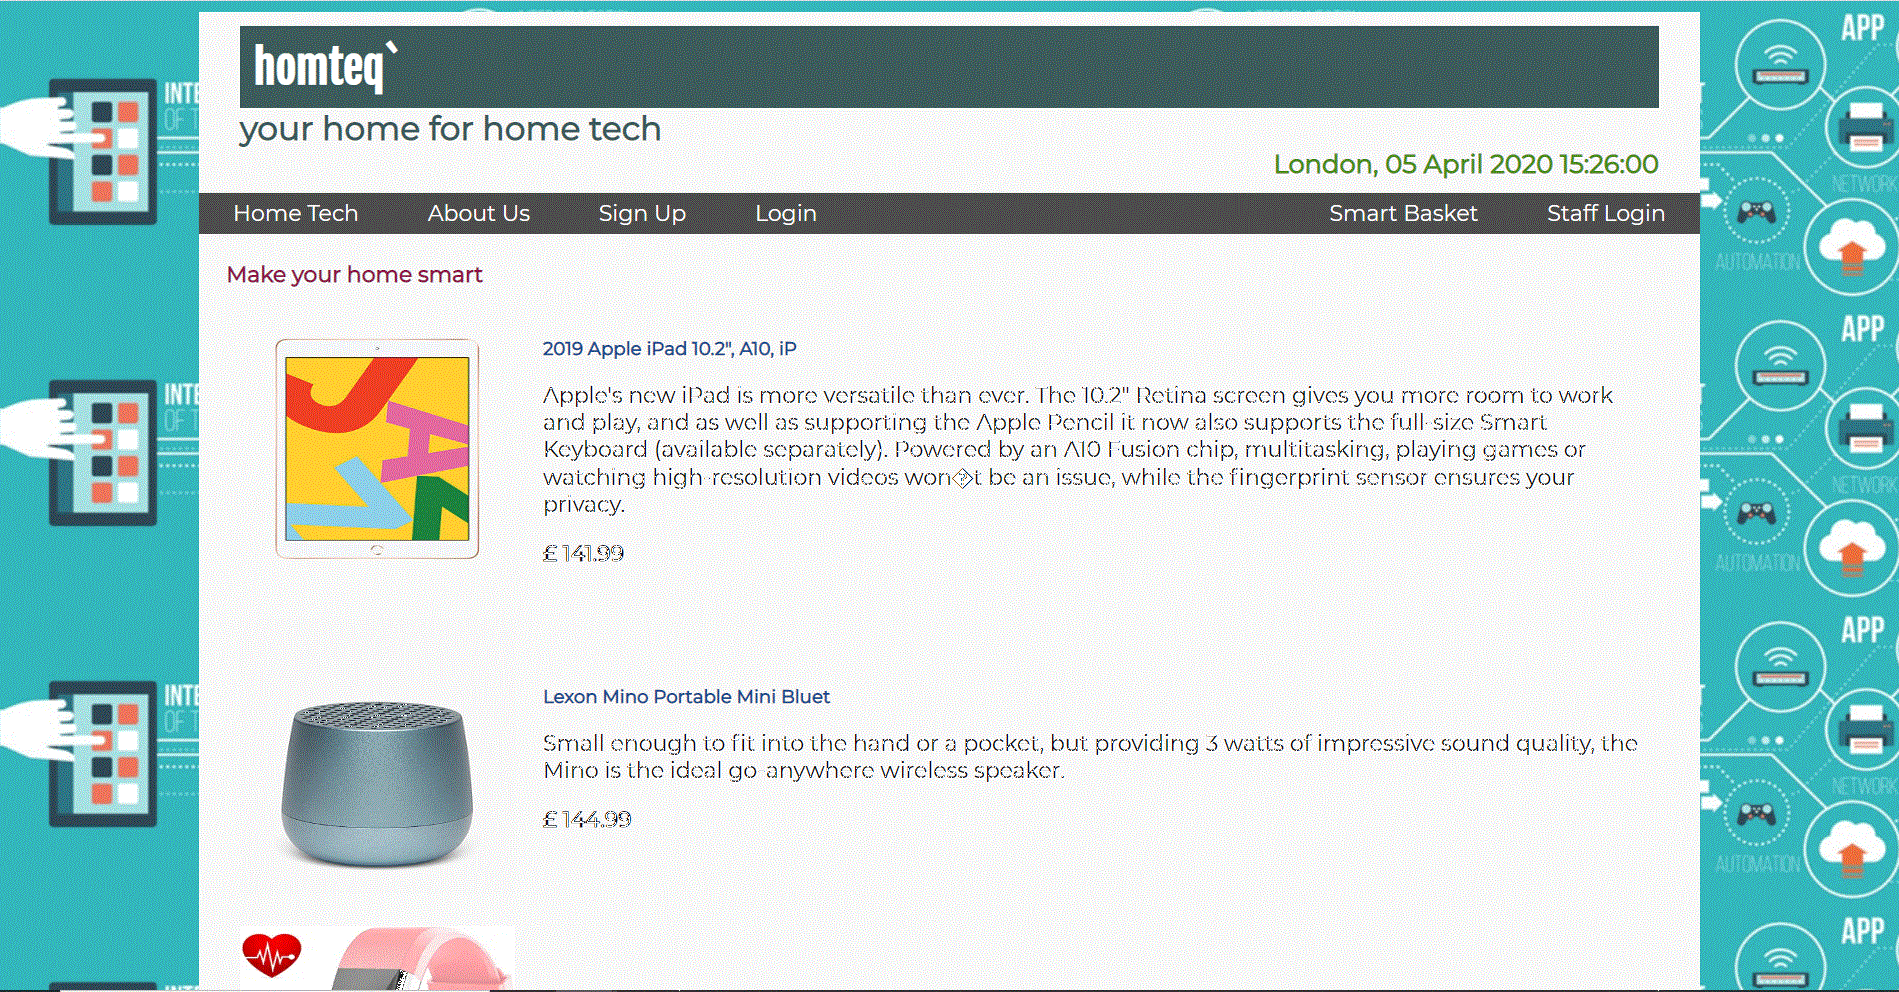 homteq`
your home for home tech
London, 05 April 2020 15:26:00
Home Tech About Us Sign Up Login Smart Basket Staff Login
Make your home smart
2019 Apple iPad 10.2", A10, iP
Apple's new iPad is more versatile than ever. The 10.2" Retina screen gives you more room to work
and play, and as well as supporting the Apple Pencil it now also supports the full-size Smart
Keyboard (available separately). Powered by an A10 Fusion chip, multitasking, playing games or
watching high-resolution videos won�t be an issue, while the fingerprint sensor ensures your
privacy.
£141.99
Lexon Mino Portable Mini Bluet
Small enough to fit into the hand or a pocket, but providing 3 watts of impressive sound quality, the
Mino is the ideal go-anywhere wireless speaker.
£144.99
INTE
OF T
INTE
OF T
INTE
OF T
APP
NETWORK
AUTOMATION
APP
NETWORK
AUTOMATION
APP
NETWORK
AUTOMATION
APP